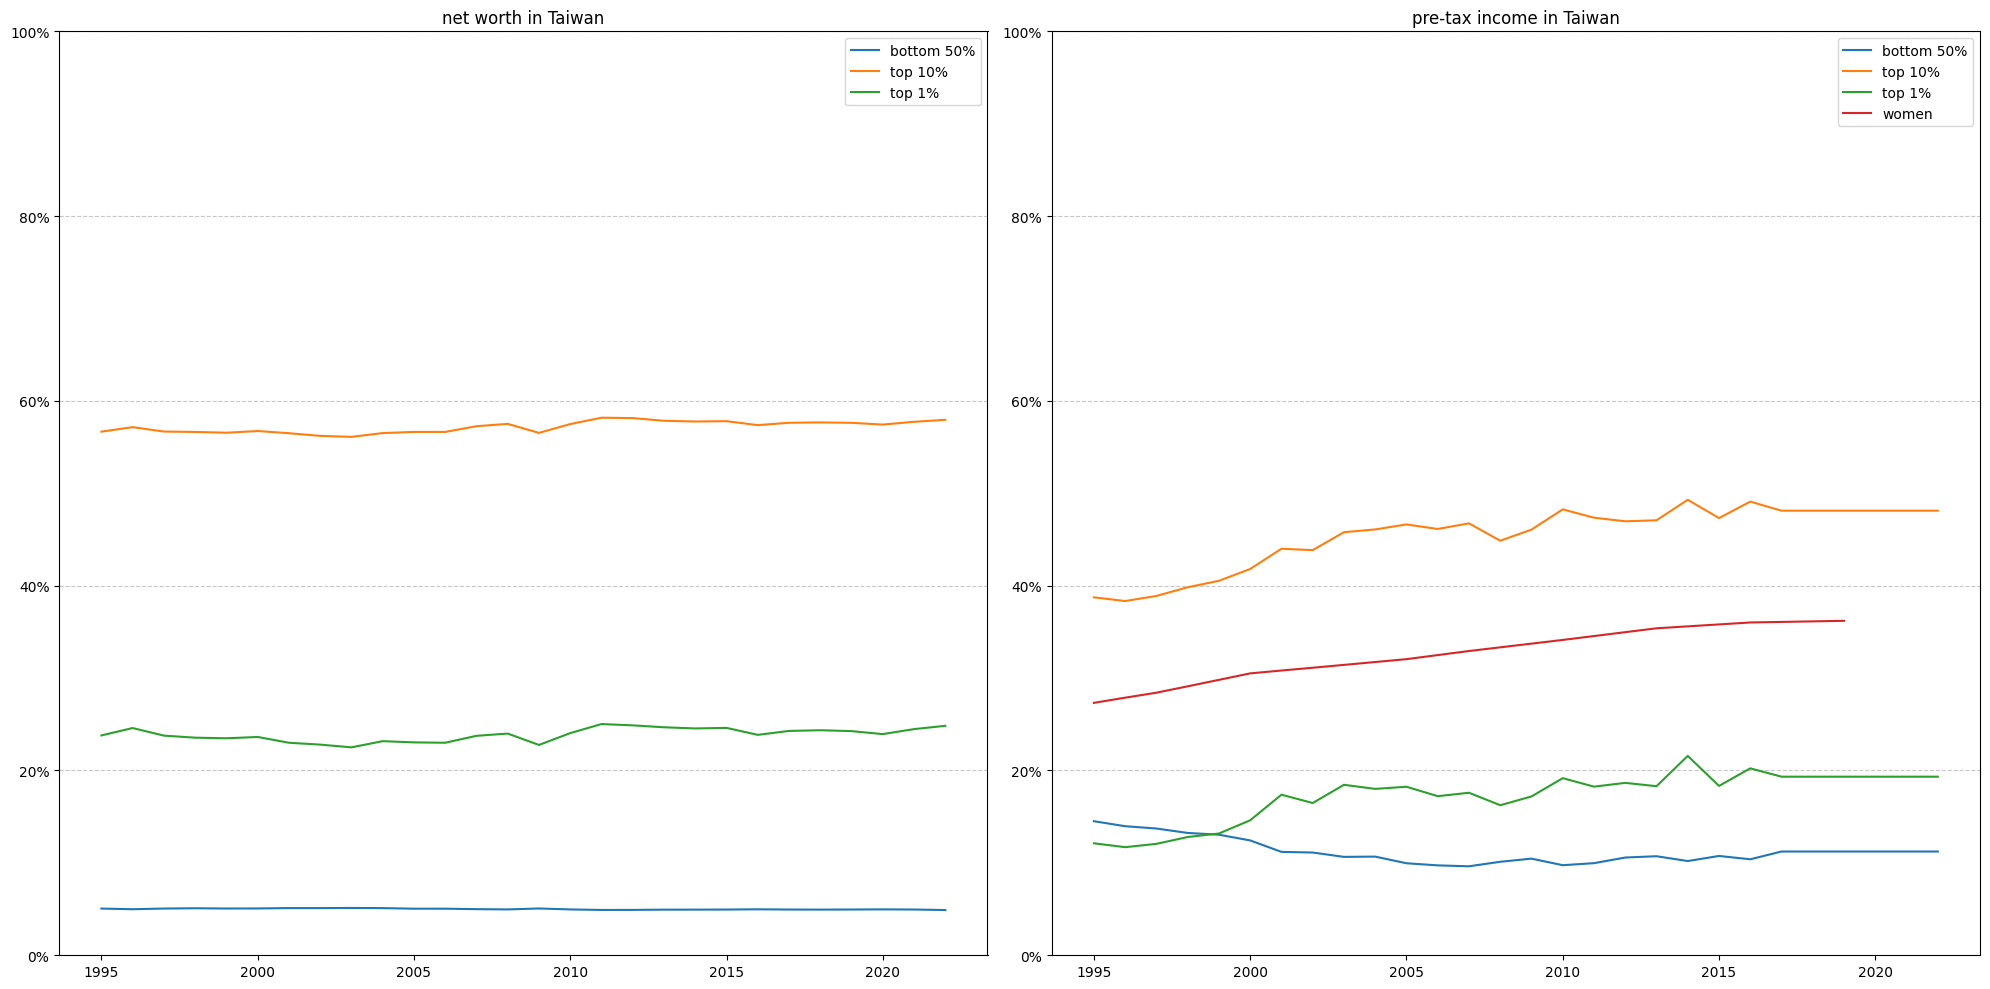 net worth in Taiwan
100%
80%
60%
40%
20%
0%
1995 2000 2005 2010 2015 2020
bottom 50%
top 10%
top 1%
pre-tax income in Taiwan
100%
80%
60%
40%
20%
0%
1995 2000 2005 2010 2015 2020
bottom 50%
top 10%
top 1%
women